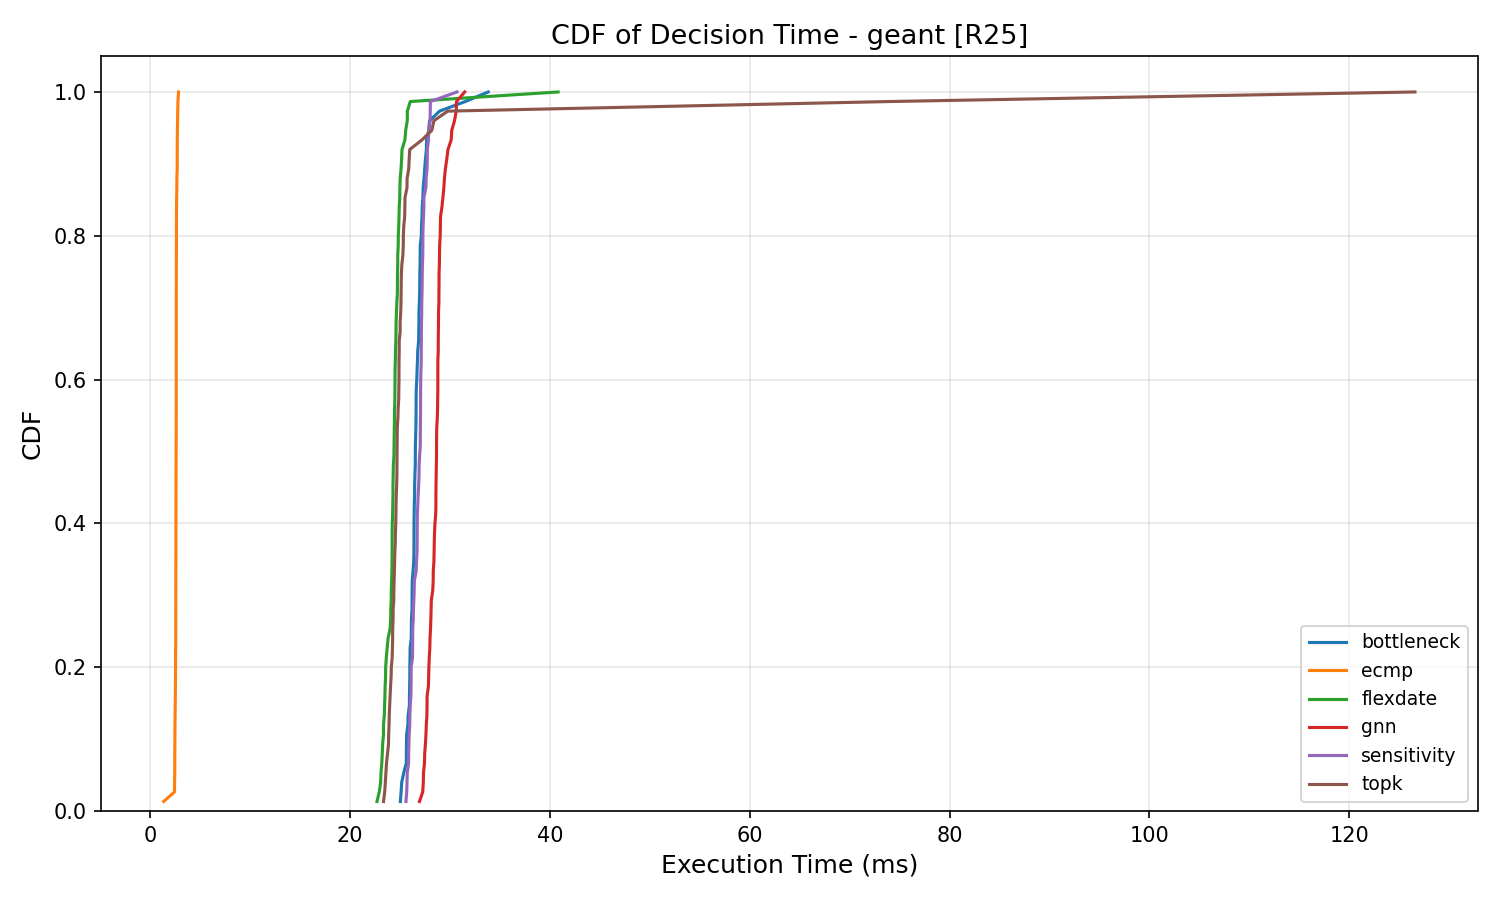 CDF of Decision Time - geant [R25]
1.0
0.8
0.6
0.4
0.2
0.0
CDF
0 20 40 60 80 100 120
Execution Time (ms)
bottleneck
ecmp
flexdate
gnn
sensitivity
topk